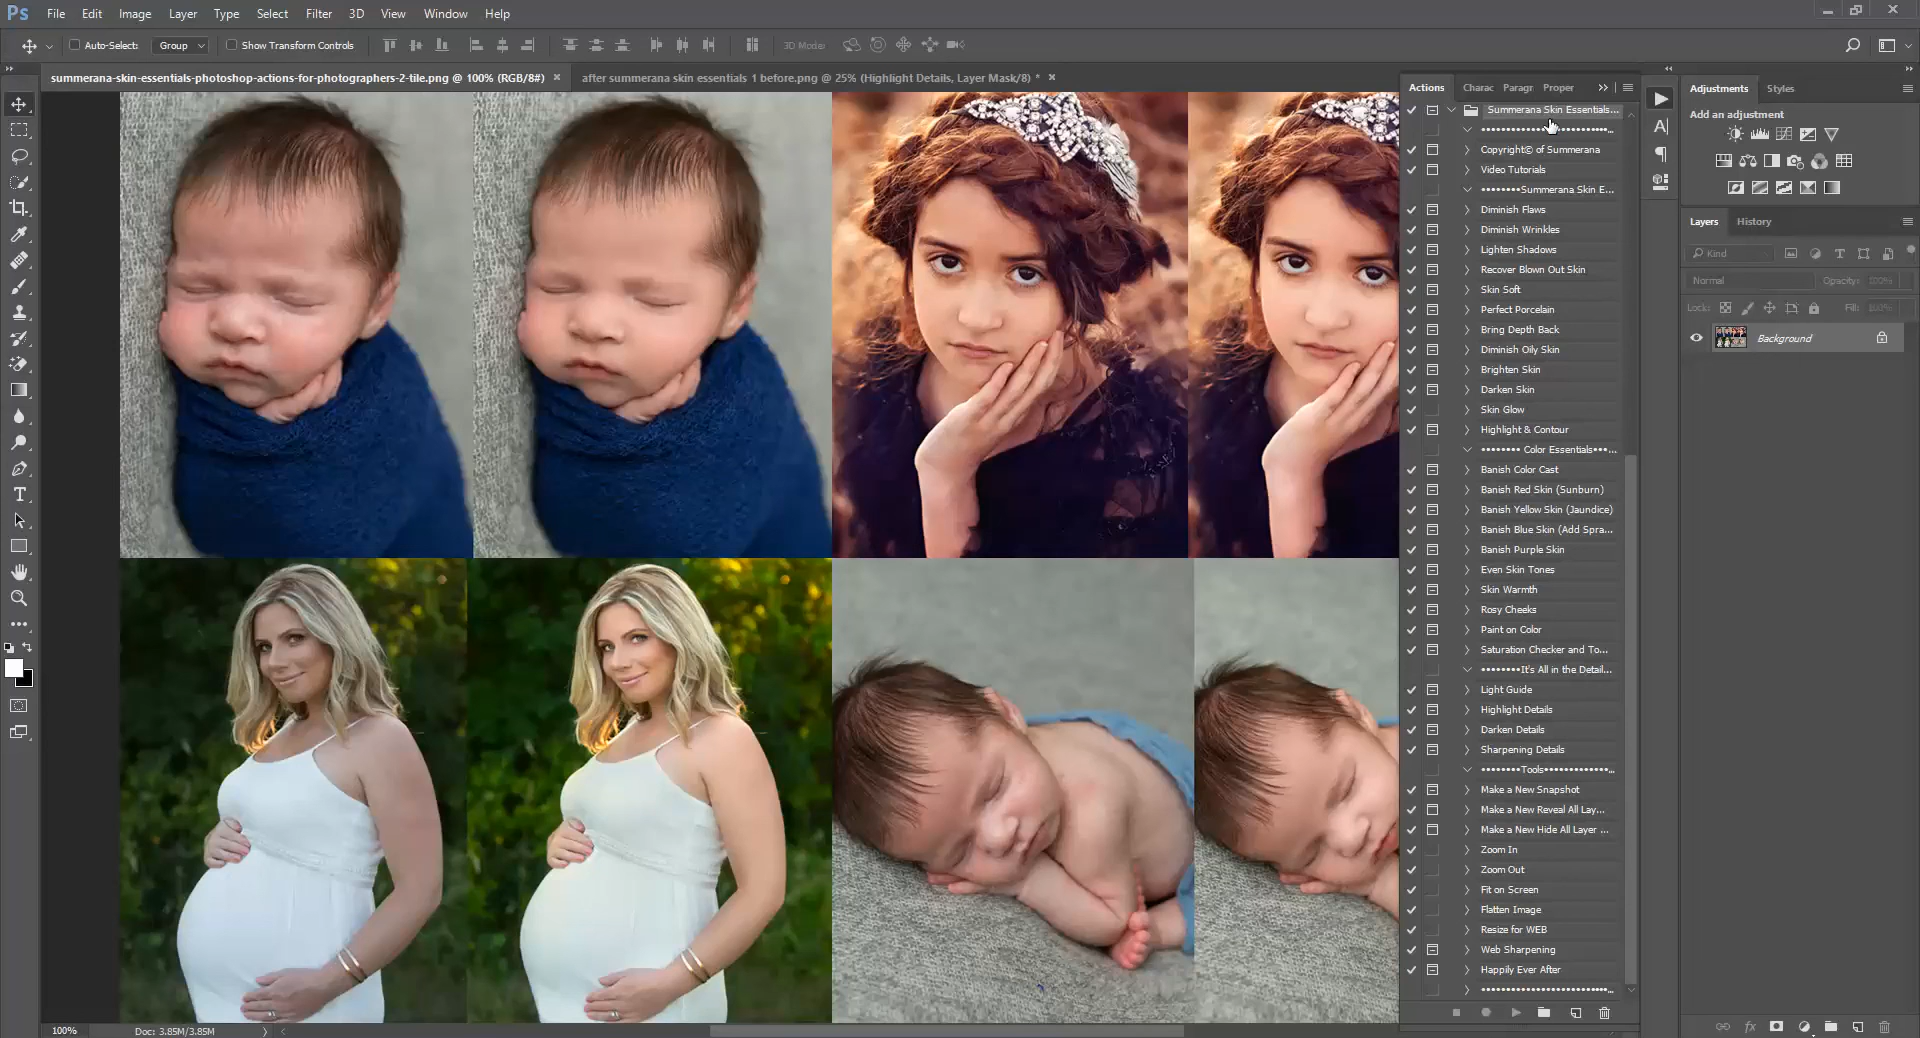 Ps File Edit Image Layer Type Select Filter 3D View Window Help
Auto-Select: Group Show Transform Controls 3D Mode:
summerana-skin-essentials-photoshop-actions-for-photographers-2-tile.png @ 100% (RGB/8#) × after summerana skin essentials 1 before.png @ 25% (Highlight Details, Layer Mask/8) * ×
Actions Charac Paragr Proper
Summerana Skin Essentials...
Copyright© of Summerana
Video Tutorials
••••••••Summerana Skin E...
Diminish Flaws
Diminish Wrinkles
Lighten Shadows
Recover Blown Out Skin
Skin Soft
Perfect Porcelain
Bring Depth Back
Diminish Oily Skin
Brighten Skin
Darken Skin
Skin Glow
Highlight & Contour
•••••••• Color Essentials•••...
Banish Color Cast
Banish Red Skin (Sunburn)
Banish Yellow Skin (Jaundice)
Banish Blue Skin (Add Spra...
Banish Purple Skin
Even Skin Tones
Skin Warmth
Rosy Cheeks
Paint on Color
Saturation Checker and To...
••••••••It's All in the Detail...
Light Guide
Highlight Details
Darken Details
Sharpening Details
••••••••Tools•••••••••••••...
Make a New Snapshot
Make a New Reveal All Lay...
Make a New Hide All Layer ...
Zoom In
Zoom Out
Fit on Screen
Flatten Image
Resize for WEB
Web Sharpening
Happily Ever After
Adjustments Styles
Add an adjustment
Layers History
Kind
Normal Opacity: 100%
Lock: Fill: 100%
Background
100% Doc: 3.85M/3.85M